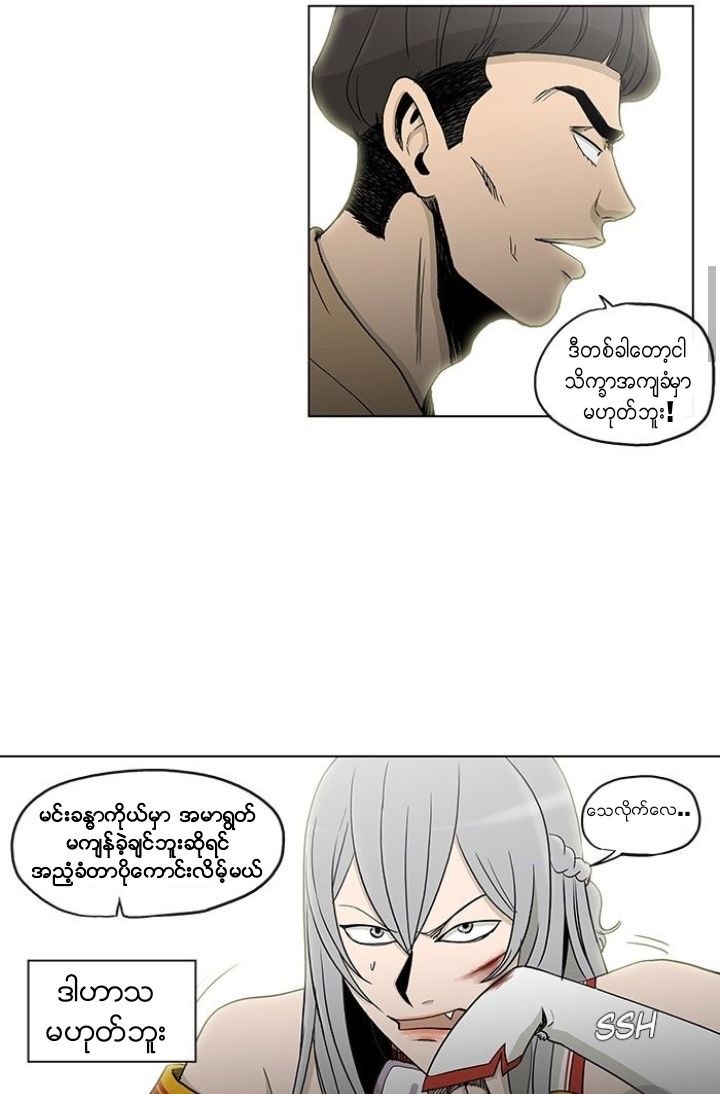 ဒီတစ်ခါတော့ငါ
သိက္ခာအကျခံမှာ
မဟုတ်ဘူး!
မင်းခန္ဓာကိုယ်မှာ အမာရွတ်
မကျန်ခဲ့ချင်ဘူးဆိုရင်
အညံ့ခံတာပိုကောင်းလိမ့်မယ်
သေလိုက်လေ..
ဒါဟာသ
မဟုတ်ဘူး
SSH